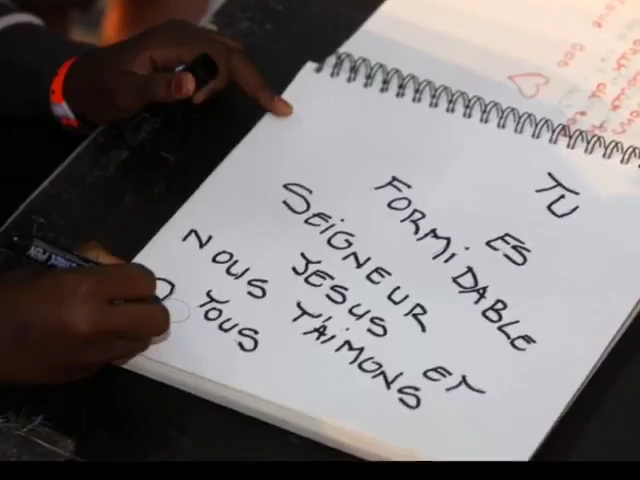 TU
ES
FORMiDABLE
SEIGNEUR
JESUS ET
NOUS T'AiMONS
TOUS